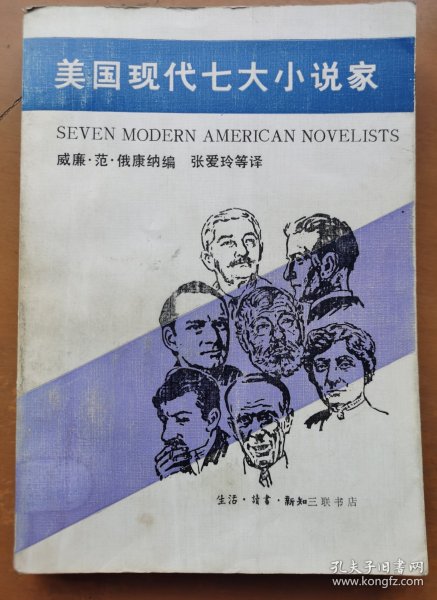 美国现代七大小说家
SEVEN MODERN AMERICAN NOVELISTS
威廉·范·俄康纳编 张爱玲等译
生活·读书·新知三联书店
孔夫子旧书网
www.kongfz.com